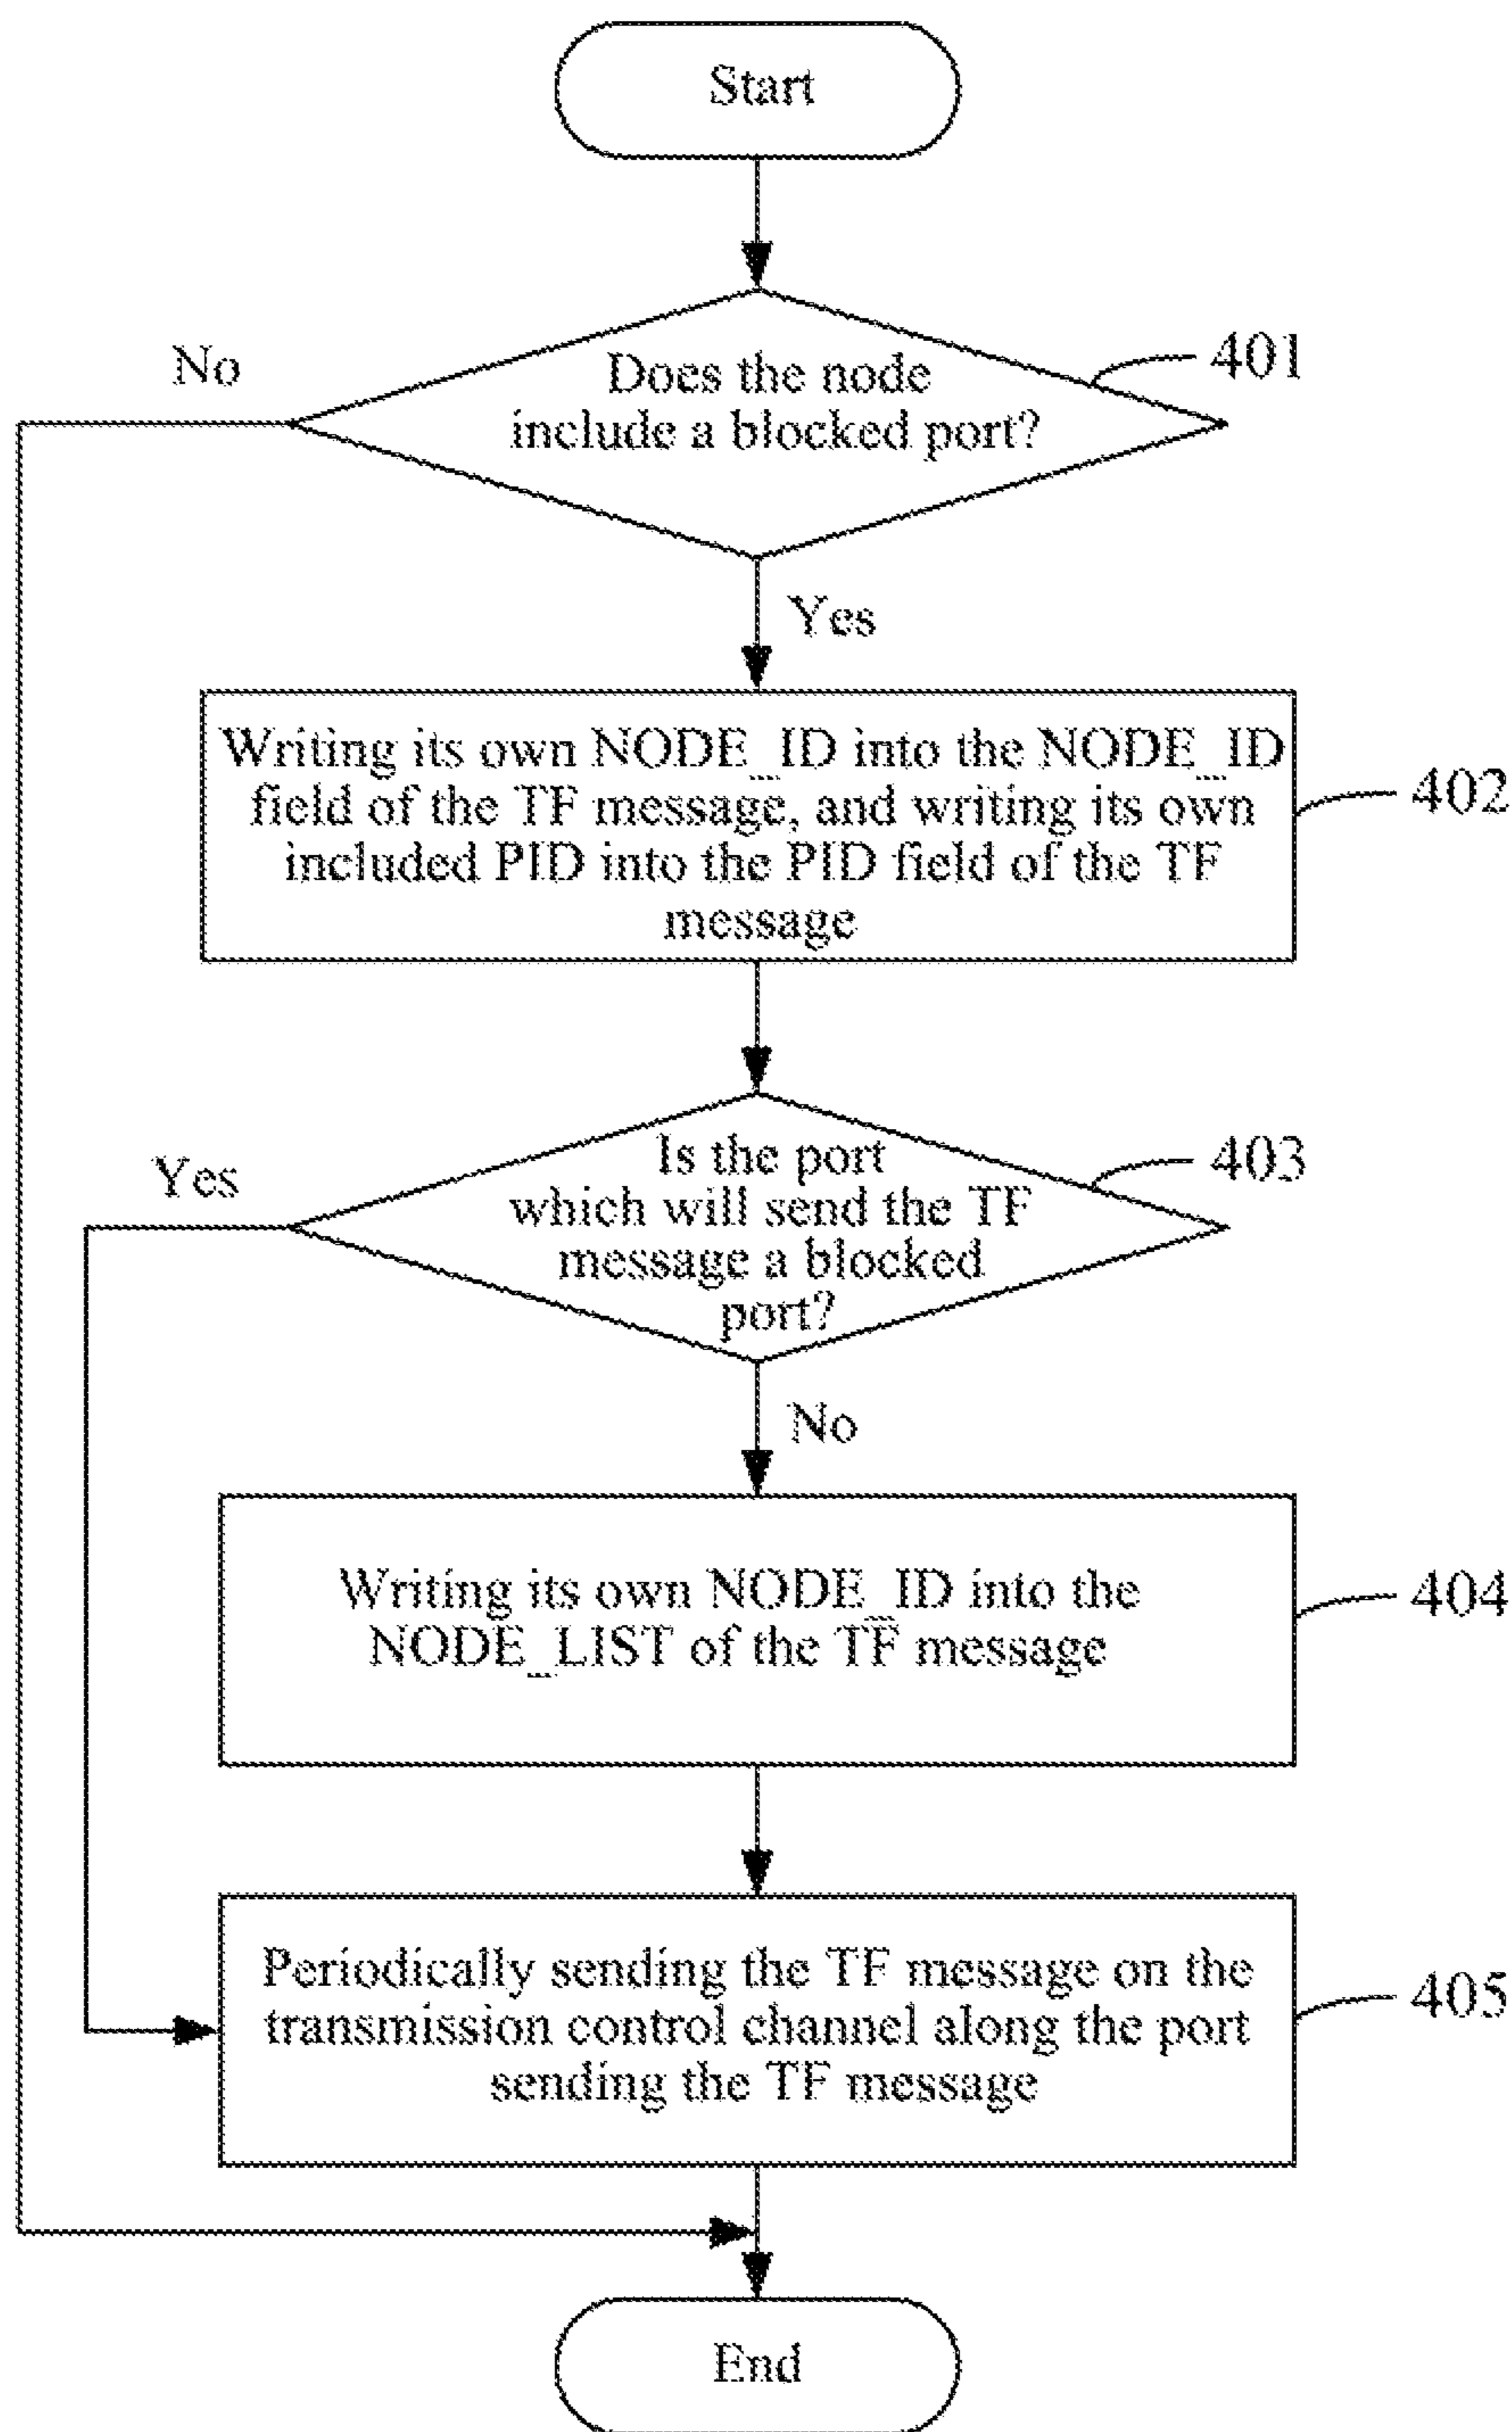 Start
No
Does the node
include a blocked port?
401
Yes
Writing its own NODE_ID into the NODE_ID
field of the TF message, and writing its own
included PID into the PID field of the TF
message
402
Yes
Is the port
which will send the TF
message a blocked
port?
403
No
Writing its own NODE_ID into the
NODE_LIST of the TF message
404
Periodically sending the TF message on the
transmission control channel along the port
sending the TF message
405
End